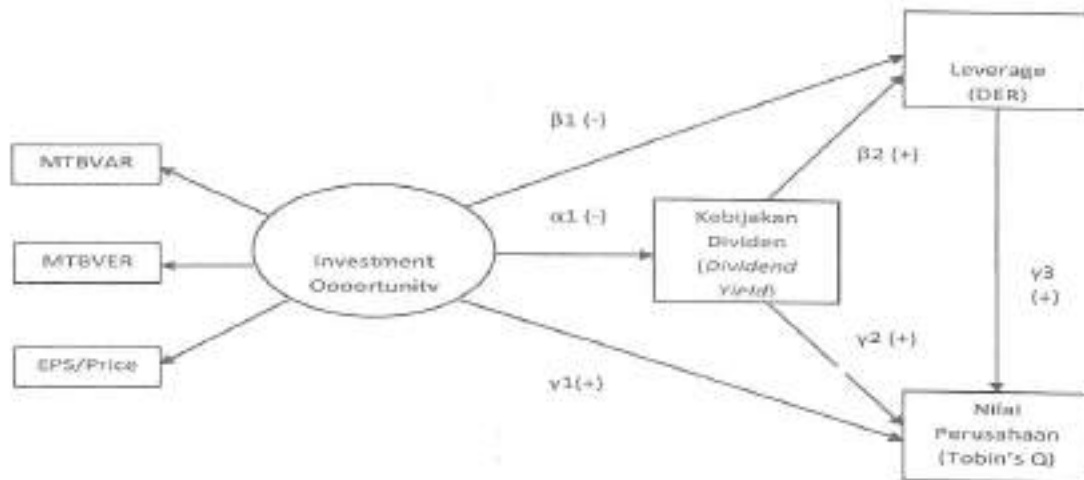 Leverage
(DER)
β1 (-)
β2 (+)
MTBVAR
α1 (-)
Kebijakan
Dividen
(Dividend
Yield)
MTBVER
Investment
Opportunity
γ3
(+)
γ2 (+)
EPS/Price
γ1(+)
Nilai
Perusahaan
(Tobin's Q)